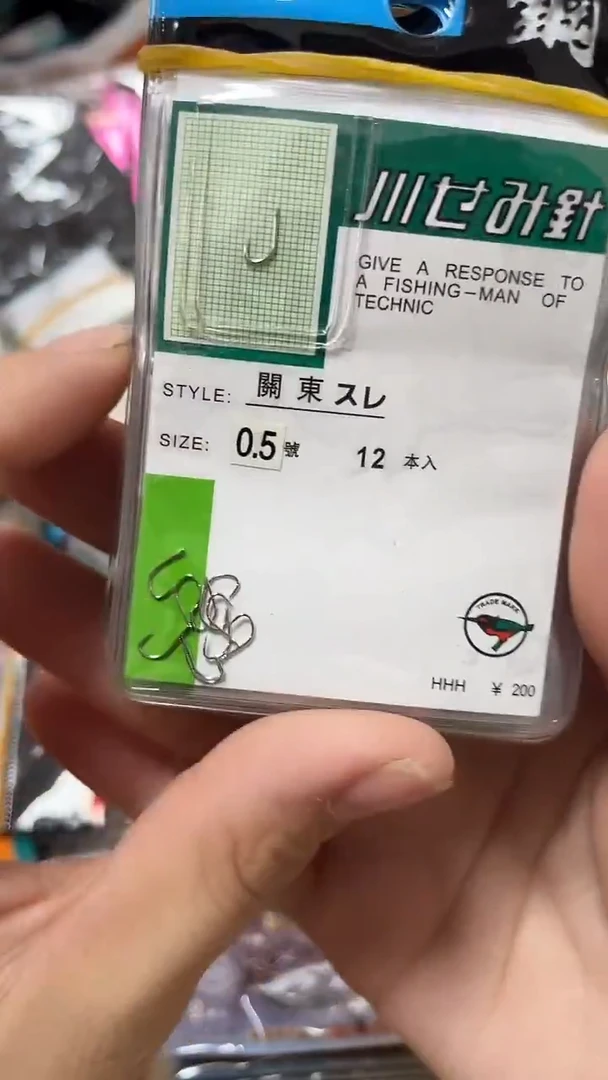 鋼
川せみ針
GIVE A RESPONSE TO
A FISHING-MAN OF
TECHNIC
STYLE: 關東スレ
SIZE: 0.5號 12 本入
TRADE MARK
HHH ¥ 200